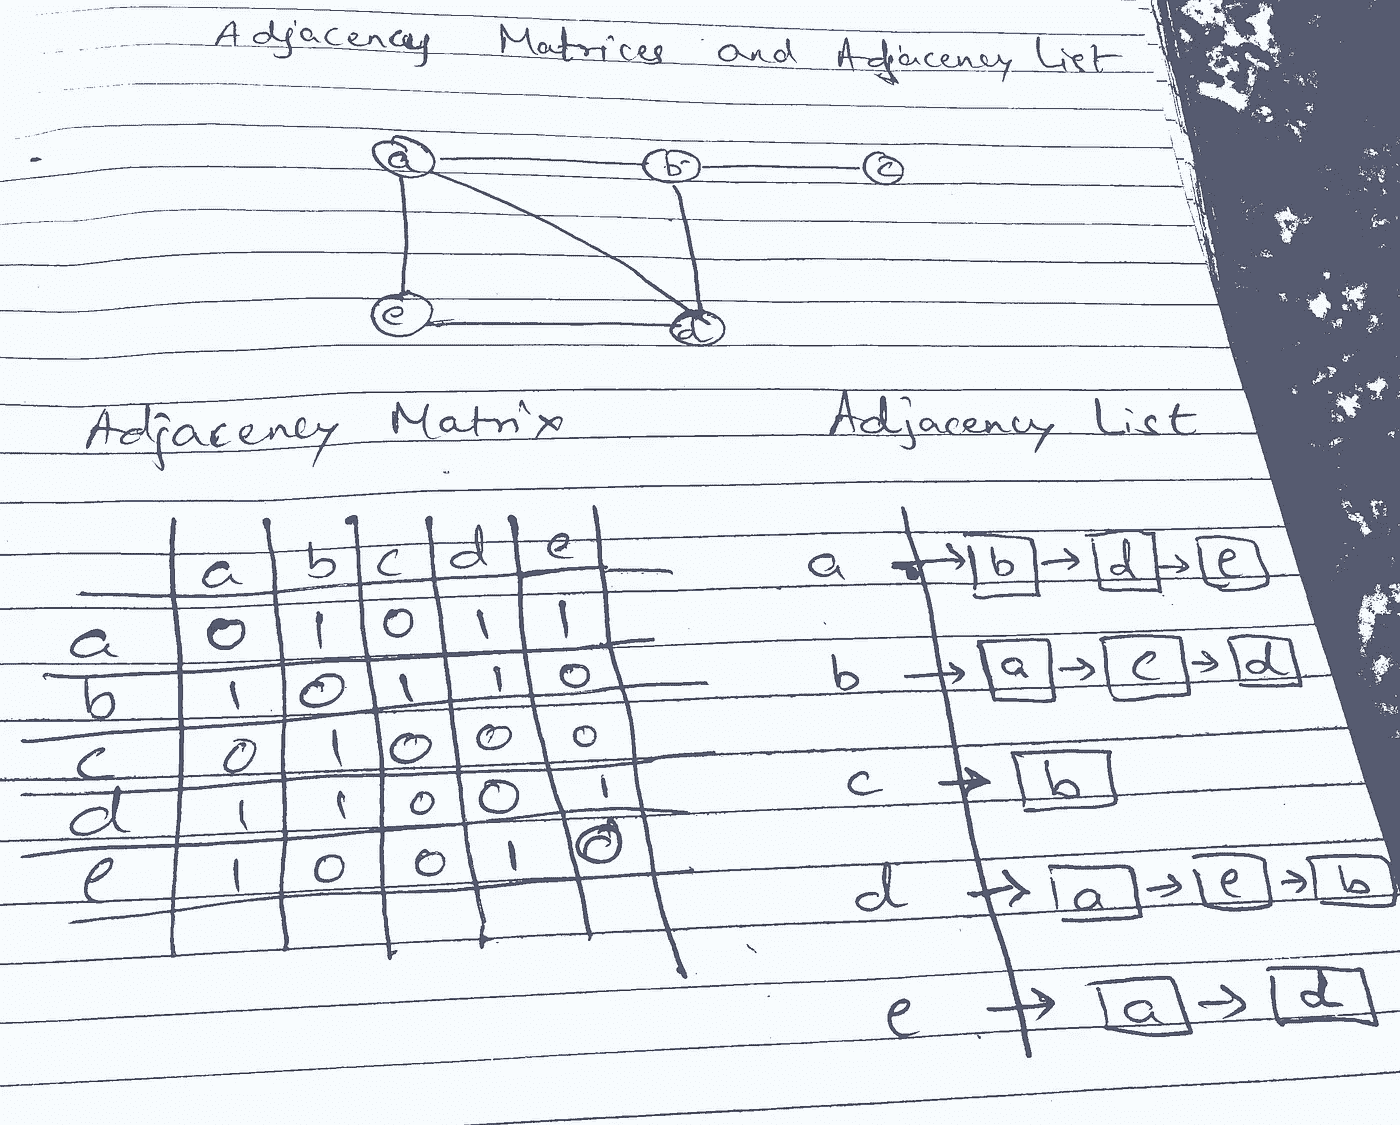 Adjacency Matrices and Adjacency List
a b c
e d
Adjacency Matrix Adjacency List
a b c d e
a 0 1 0 1 1
b 1 0 1 1 0
c 0 1 0 0 0
d 1 1 0 0 1
e 1 0 0 1 0
a → b → d → e
b → a → c → d
c → b
d → a → e → b
e → a → d